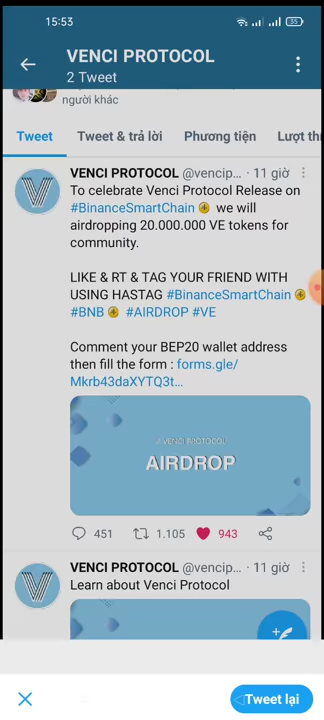 15:53
55
VENCI PROTOCOL
2 Tweet
người khác
Tweet
Tweet & trả lời
Phương tiện
Lượt th
VENCI PROTOCOL @vencip... · 11 giờ
To celebrate Venci Protocol Release on
#BinanceSmartChain we will
airdropping 20.000.000 VE tokens for
community.
LIKE & RT & TAG YOUR FRIEND WITH
USING HASTAG #BinanceSmartChain
#BNB #AIRDROP #VE
Comment your BEP20 wallet address
then fill the form : forms.gle/
Mkrb43daXYTQ3t...
VENCI PROTOCOL
AIRDROP
451
1.105
943
VENCI PROTOCOL @vencip... · 11 giờ
Learn about Venci Protocol
Tweet lại